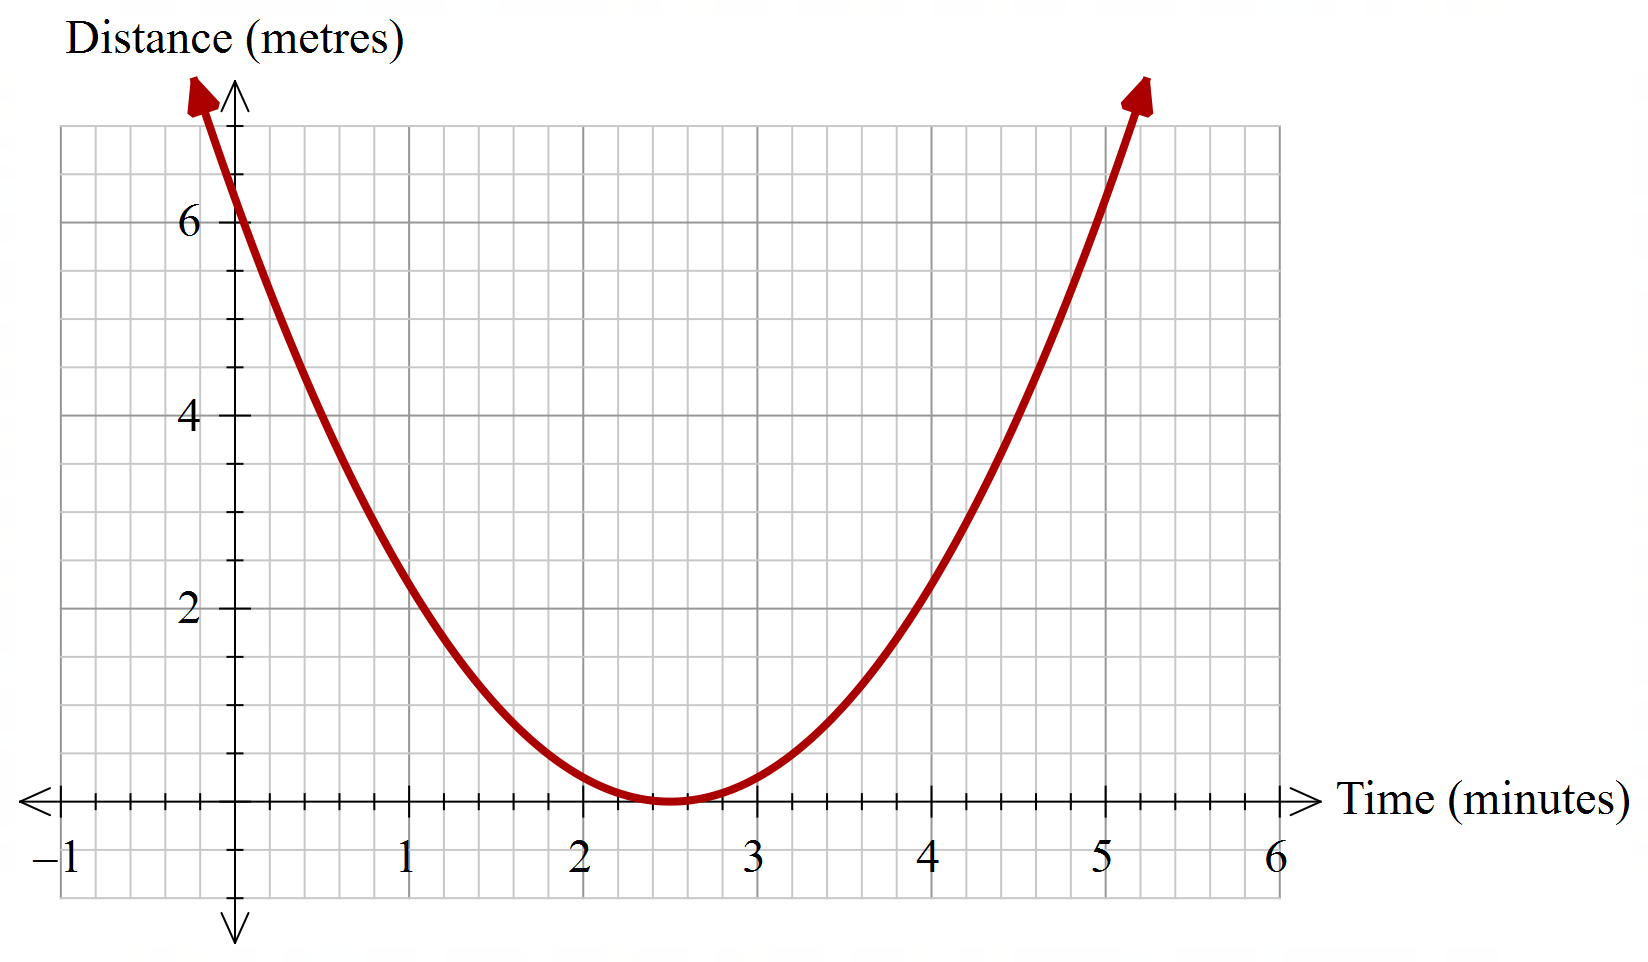 Distance (metres)
6
4
2
Time (minutes)
–1 1 2 3 4 5 6